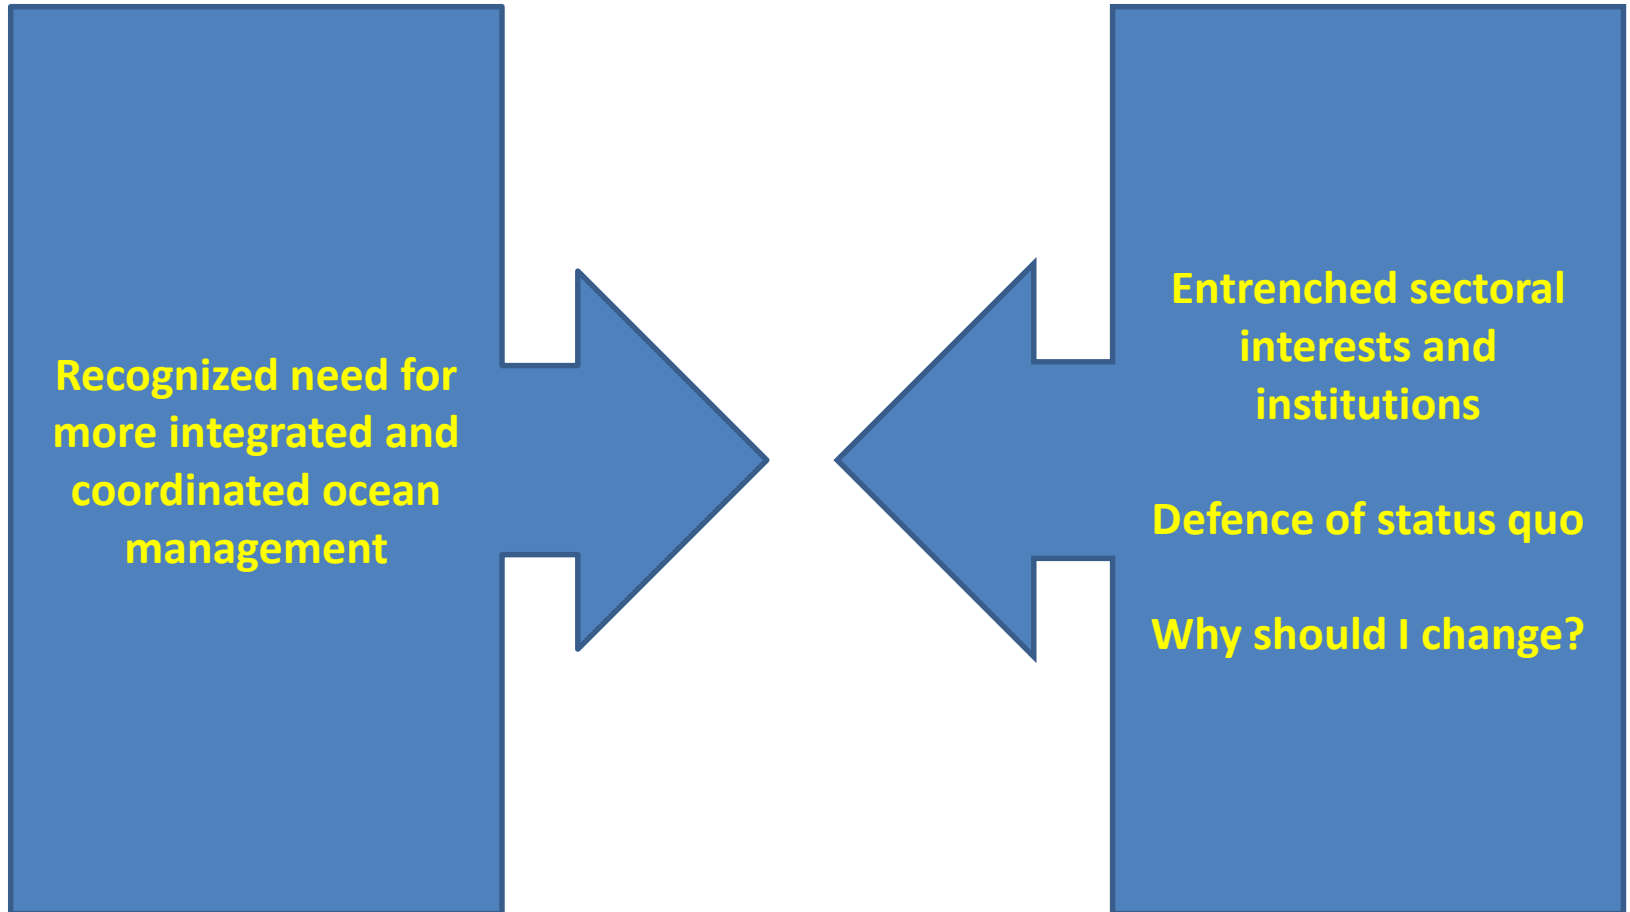 Recognized need for
more integrated and
coordinated ocean
management
Entrenched sectoral
interests and
institutions
Defence of status quo
Why should I change?